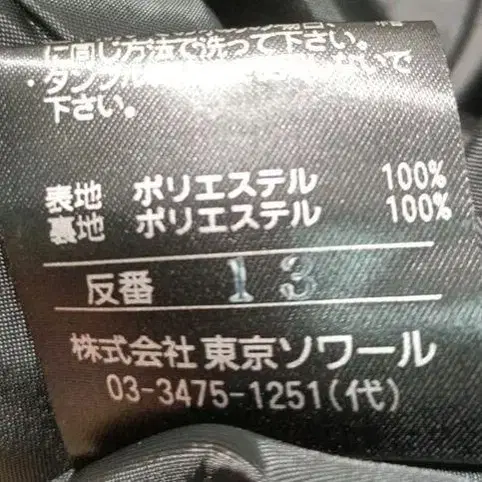 に同じ方法で洗って下さい。
・タンブル
下さい。
表地 ポリエステル 100%
裏地 ポリエステル 100%
反番 13
株式会社 東京ソワール
03-3475-1251(代)